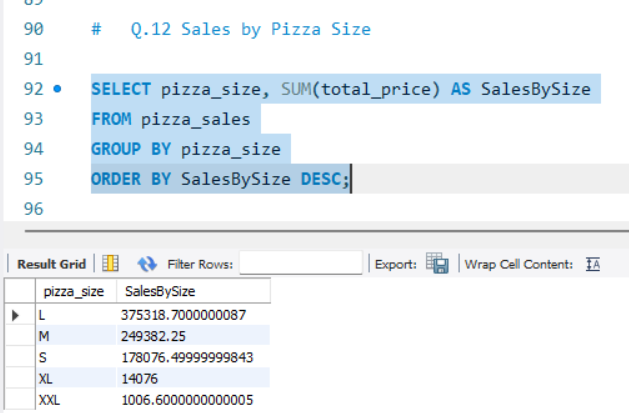 89
90 # Q.12 Sales by Pizza Size
91
92 SELECT pizza_size, SUM(total_price) AS SalesBySize
93 FROM pizza_sales
94 GROUP BY pizza_size
95 ORDER BY SalesBySize DESC;
96
Result Grid Filter Rows: Export: Wrap Cell Content: IA
pizza_size SalesBySize
L 375318.7000000087
M 249382.25
S 178076.49999999843
XL 14076
XXL 1006.6000000000005